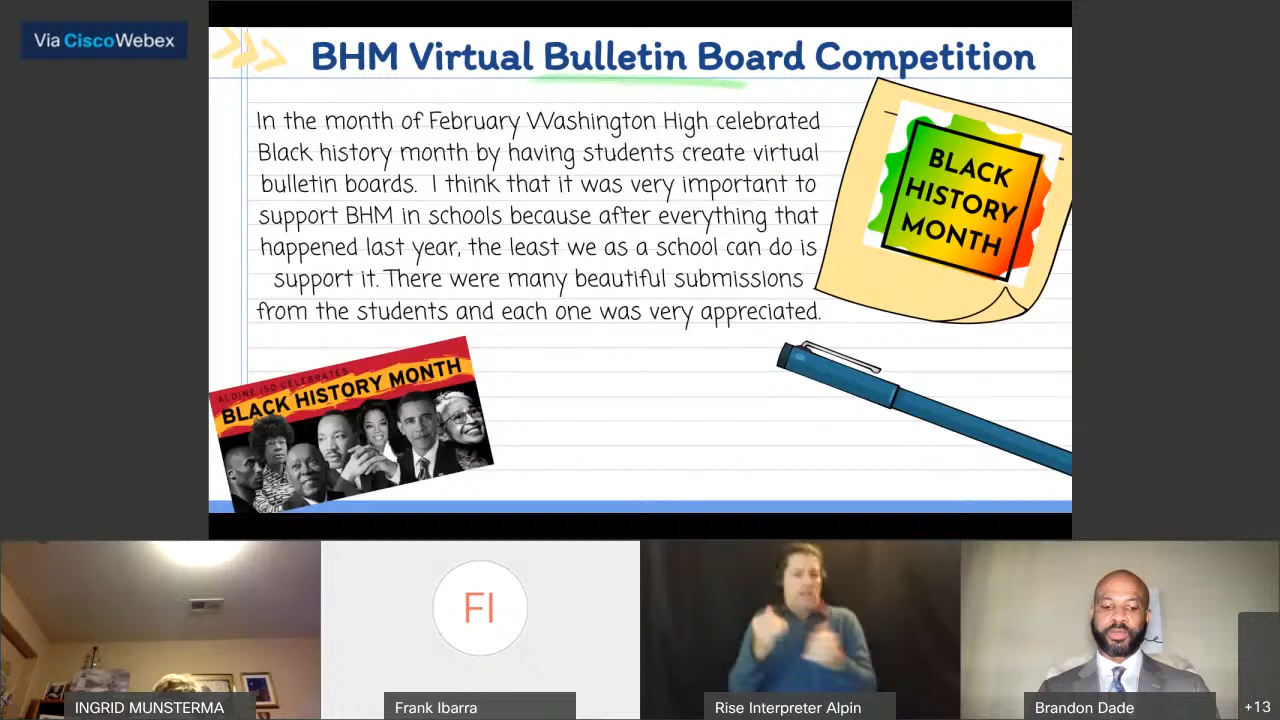 Via Cisco Webex
BHM Virtual Bulletin Board Competition
In the month of February Washington High celebrated
Black history month by having students create virtual
bulletin boards. I think that it was very important to
support BHM in schools because after everything that
happened last year, the least we as a school can do is
support it. There were many beautiful submissions
from the students and each one was very appreciated.
BLACK
HISTORY
MONTH
ALDINE ISD CELEBRATES
BLACK HISTORY MONTH
FI
INGRID MUNSTERMA
Frank Ibarra
Rise Interpreter Alpin
Brandon Dade
+13